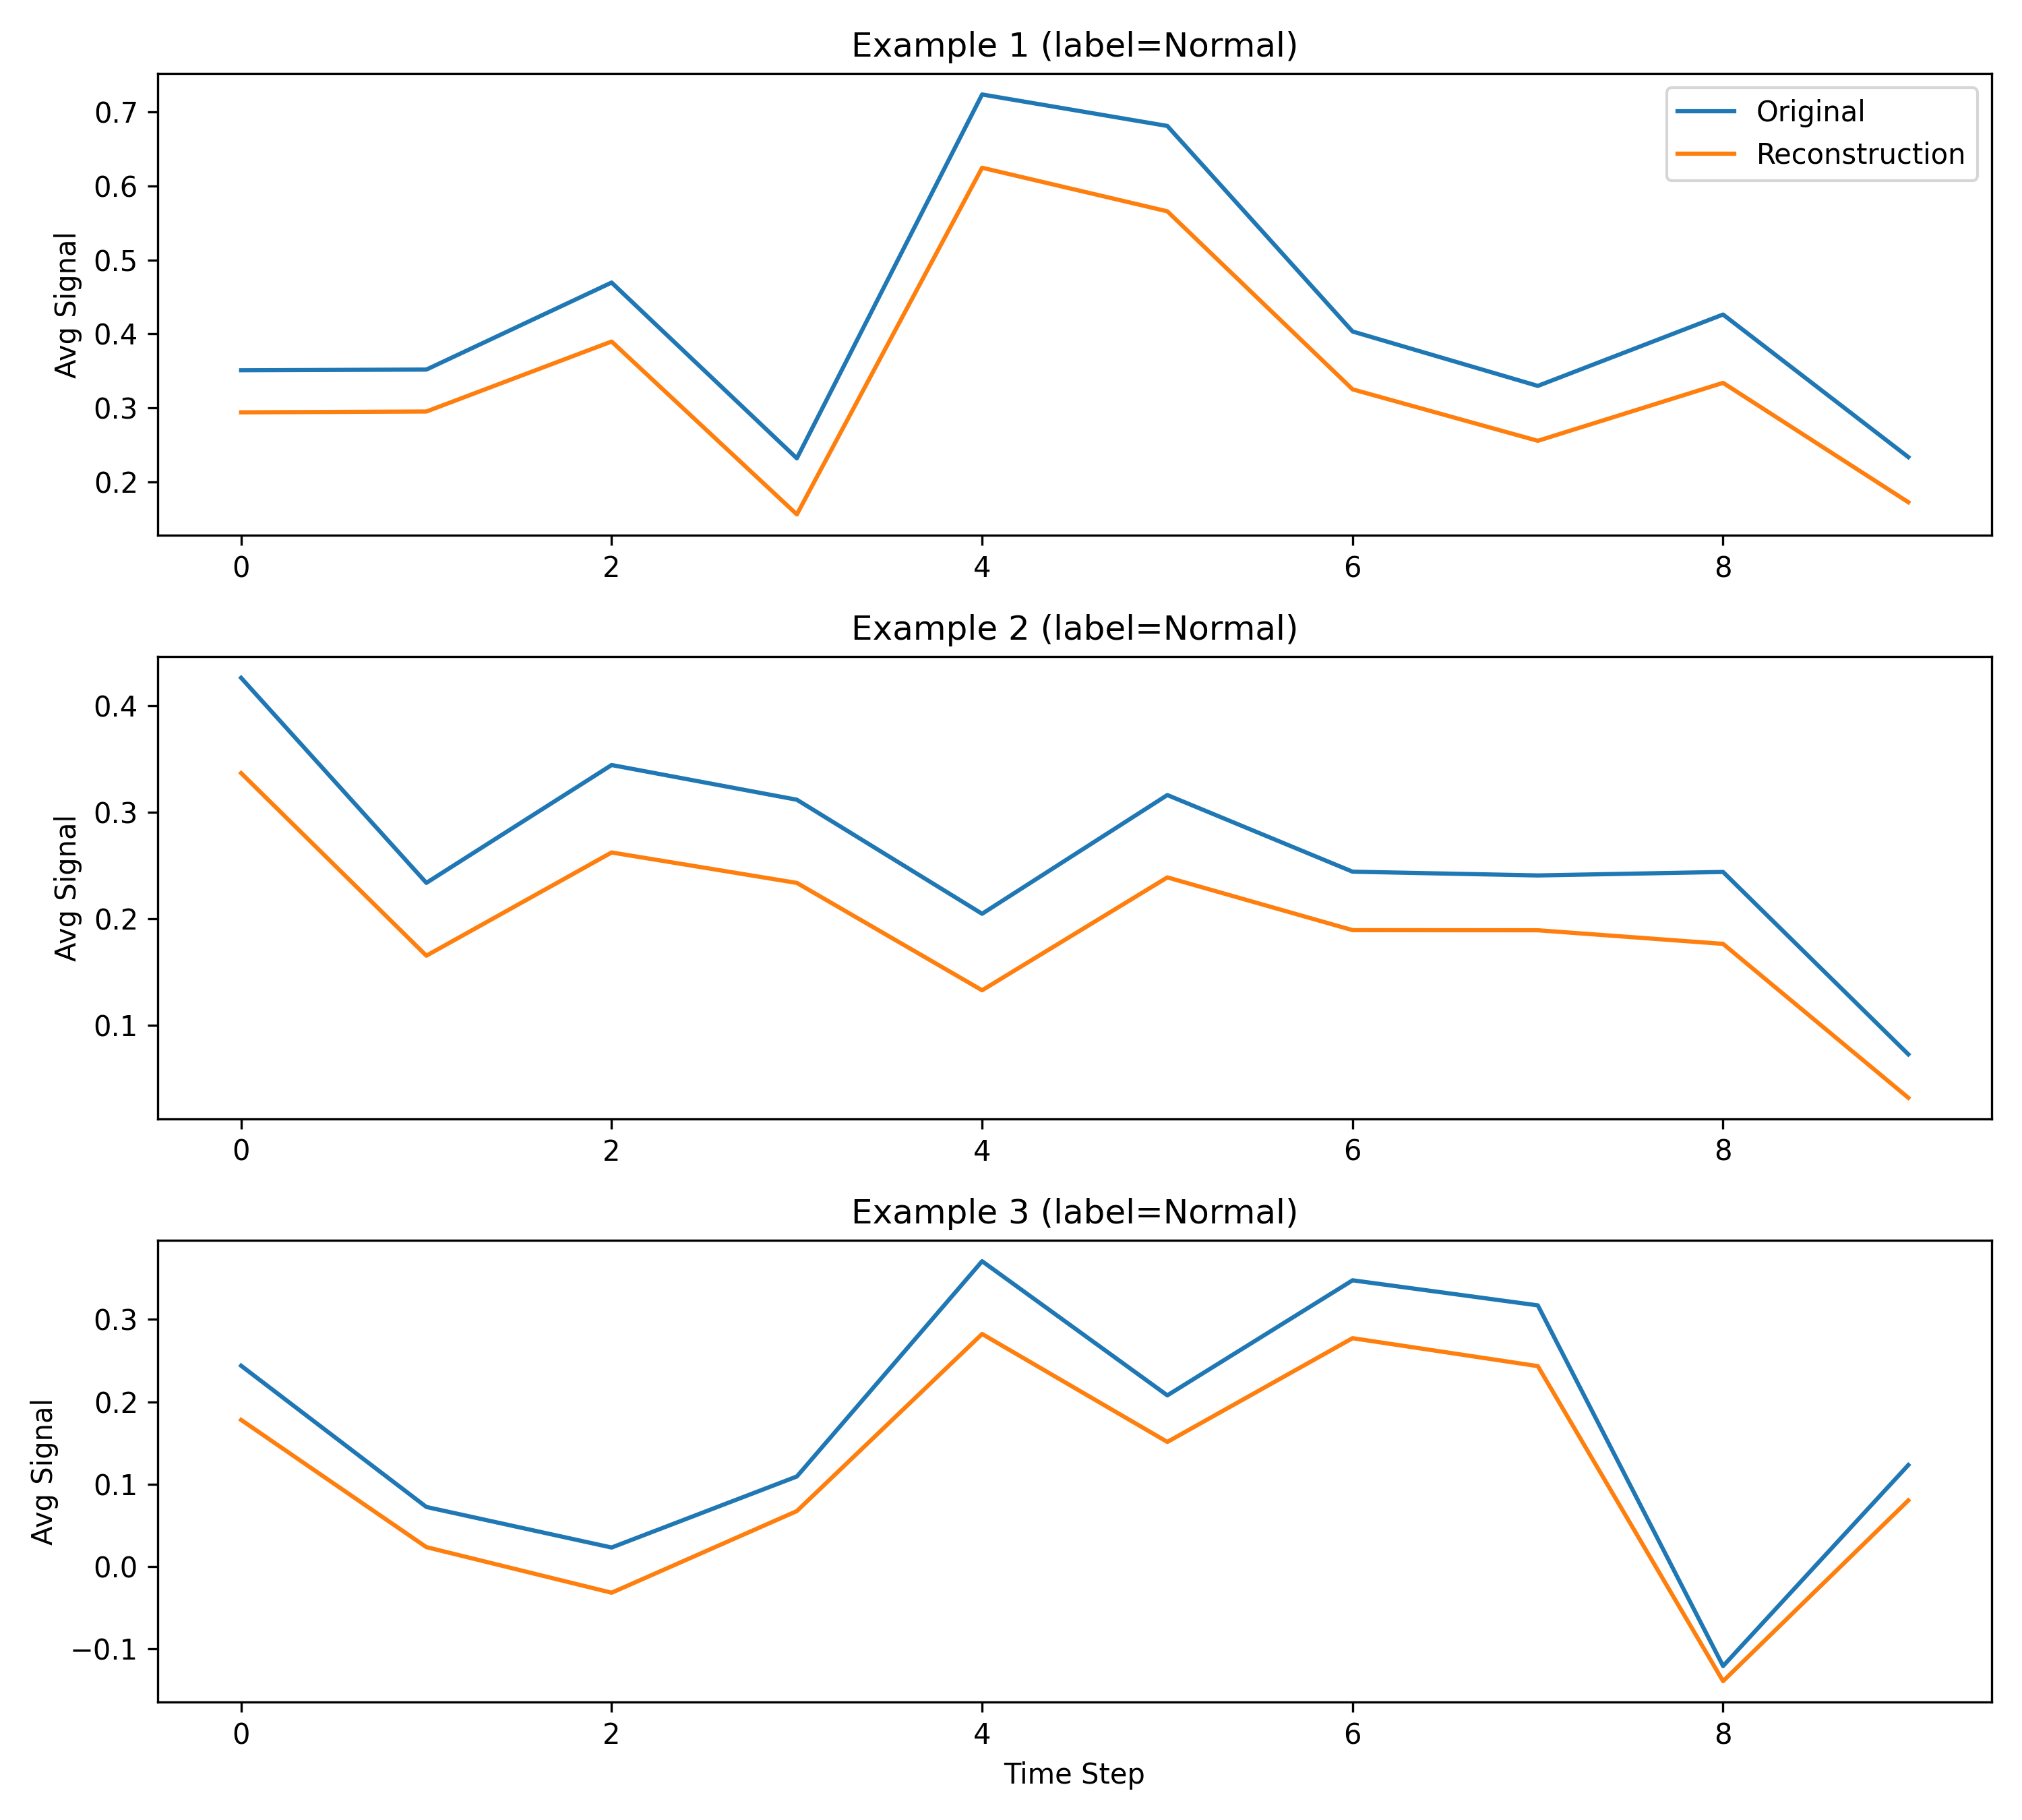 Example 1 (label=Normal)
Avg Signal
0.7
0.6
0.5
0.4
0.3
0.2
Original
Reconstruction
0 2 4 6 8
Example 2 (label=Normal)
Avg Signal
0.4
0.3
0.2
0.1
0 2 4 6 8
Example 3 (label=Normal)
Avg Signal
0.3
0.2
0.1
0.0
−0.1
0 2 4 6 8
Time Step